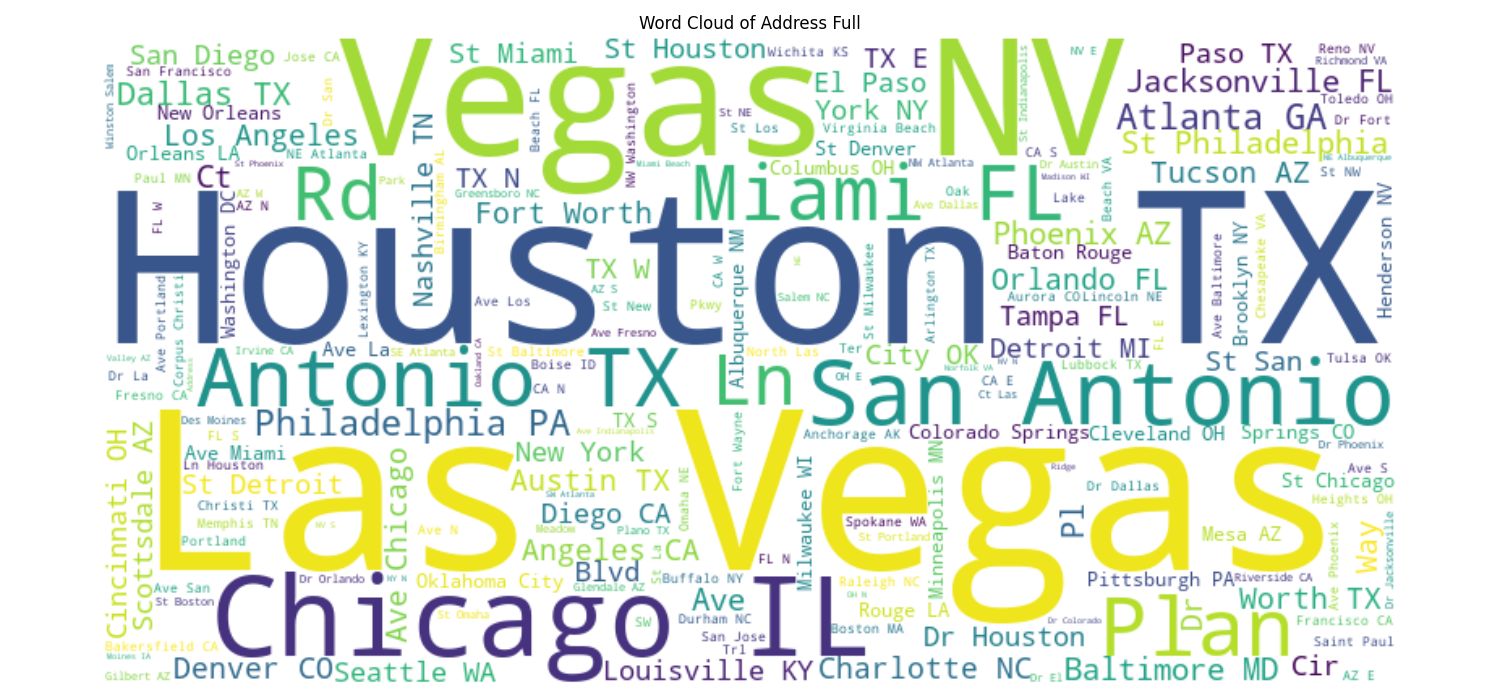 Word Cloud of Address Full
San Diego
Jose CA
Vegas NV
St Miami
St Houston
Wichita KS
TX E
NV E
Paso TX
Reno NV
Richmond VA
San Francisco
Winston Salem
Dallas TX
Dr San
New Orleans
Los Angeles
Orleans LA
NE Atlanta
Beach FL
NW Washington
El Paso
York NY
St NE
St Los
Virginia Beach
St Denver
St Indianapolis
Jacksonville FL
Toledo OH
Atlanta GA
Dr Fort
St Philadelphia
CA S
NE Albuquerque
St Phoenix
Paul MN
Ct
Rd
Park
Nashville TN
Birmingham AL
TX N
Greensboro NC
Fort Worth
Miami Beach
Miami FL
Columbus OH
NW Atlanta
Oak
Ave Dallas
Dr Austin
Madison WI
Lake
Beach VA
Tucson AZ
St NW
AZ W
AZ N
FL W
Washington DC
Houston TX
Phoenix AZ
Baton Rouge
Orlando FL
Aurora CO
Lincoln NE
Tampa FL
Detroit MI
Henderson NV
Brooklyn NY
Chesapeake VA
Ave Baltimore
Ave Portland
Corpus Christi
Lexington KY
Ave Los
TX W
AZ S
St New
Ave Fresno
Pkwy
CA W
Albuquerque NM
NE
Salem NC
St Milwaukee
Arlington TX
FL E
Valley AZ
Dr La
Fresno CA
Address
Irvine CA
Ave La
SE Atlanta
Oakland CA
St Baltimore
Boise ID
CA N
North Las
Ter
City OK
OH E
Norfolk VA
NV N
CA E
Ct Las
Lubbock TX
St San
Tulsa OK
Antonio TX
Ln
San Antonio
Des Moines
FL S
Philadelphia PA
TX S
Ave Indianapolis
Anchorage AK
Colorado Springs
Cleveland OH
Springs CO
Dr Phoenix
Cincinnati OH
Scottsdale AZ
Ave Miami
Ln Houston
St Detroit
Christi TX
Memphis TN
NV S
Portland
Ave Chicago
Ave N
New York
Austin TX
SW Atlanta
Diego CA
Meadow
Plano TX
Omaha NE
Fort Wayne
Las Vegas
Milwaukee WI
Spokane WA
St Portland
Minneapolis MN
Ridge
Dr Dallas
Pl
Mesa AZ
Ave S
St Chicago
Heights OH
Way
Ave Phoenix
Dr Jacksonville
Angeles CA
Blvd
St La
Buffalo NY
FL N
Raleigh NC
OH N
Rouge LA
Pittsburgh PA
Riverside CA
Ave San
St Boston
Dr Orlando
NY N
Oklahoma City
Glendale AZ
St Omaha
SW
Ave
Durham NC
San Jose
Trl
Boston MA
Dr Houston
Dr Colorado
Plan
Dr
Worth TX
Francisco CA
Saint Paul
Bakersfield CA
Moines IA
Gilbert AZ
Chicago IL
Denver CO
Seattle WA
Louisville KY
Charlotte NC
Dr El
Baltimore MD
Cir
AZ E